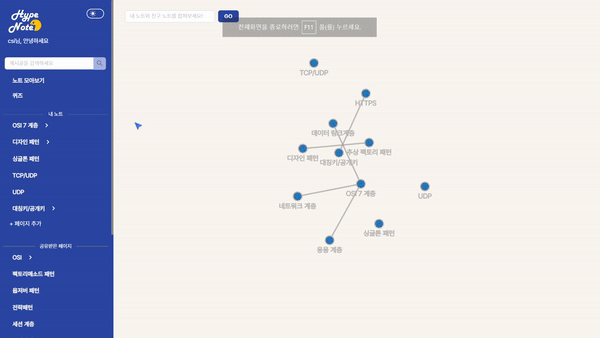 Hype
Note
cs님, 안녕하세요
게시글을 검색하세요
노트 모아보기
퀴즈
내 노트
OSI 7 계층
디자인 패턴
싱글톤 패턴
TCP/UDP
UDP
대칭키/공개키
+ 페이지 추가
공유받은 페이지
OSI
팩토리메소드 패턴
옵저버 패턴
전략패턴
세션 계층
내 노트와 친구 노트를 합쳐보세요!
GO
전체화면을 종료하려면 F11 을(를) 누르세요.
TCP/UDP
HTTPS
데이터 링크계층
디자인 패턴
추상 팩토리 패턴
대칭키/공개키
OSI 7 계층
UDP
네트워크 계층
싱글톤 패턴
응용 계층